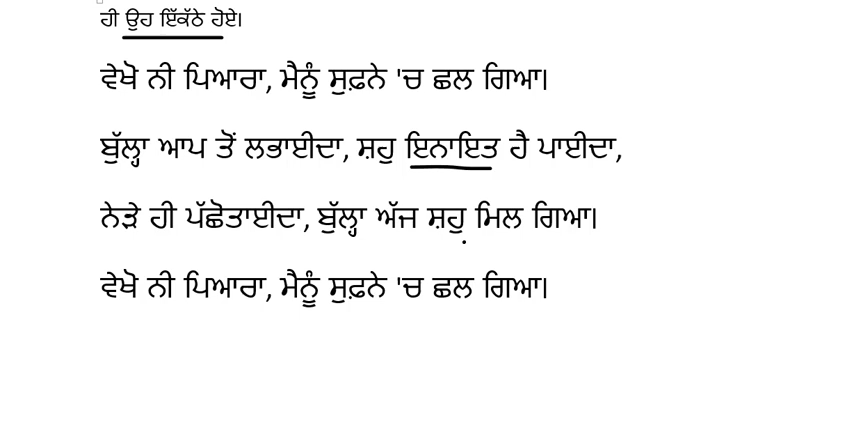 ਹੀ ਉਹ ਇੱਕੱਠੇ ਹੋਏ।
ਵੇਖੋ ਨੀ ਪਿਆਰਾ, ਮੈਨੂੰ ਸੁਫ਼ਨੇ 'ਚ ਛਲ ਗਿਆ।
ਬੁੱਲ੍ਹਾ ਆਪ ਤੋਂ ਲਭਾਈਦਾ, ਸ਼ਹੁ ਇਨਾਇਤ ਹੈ ਪਾਈਦਾ,
ਨੇੜੇ ਹੀ ਪੱਛੋਤਾਈਦਾ, ਬੁੱਲ੍ਹਾ ਅੱਜ ਸ਼ਹੁ ਮਿਲ ਗਿਆ।
ਵੇਖੋ ਨੀ ਪਿਆਰਾ, ਮੈਨੂੰ ਸੁਫ਼ਨੇ 'ਚ ਛਲ ਗਿਆ।